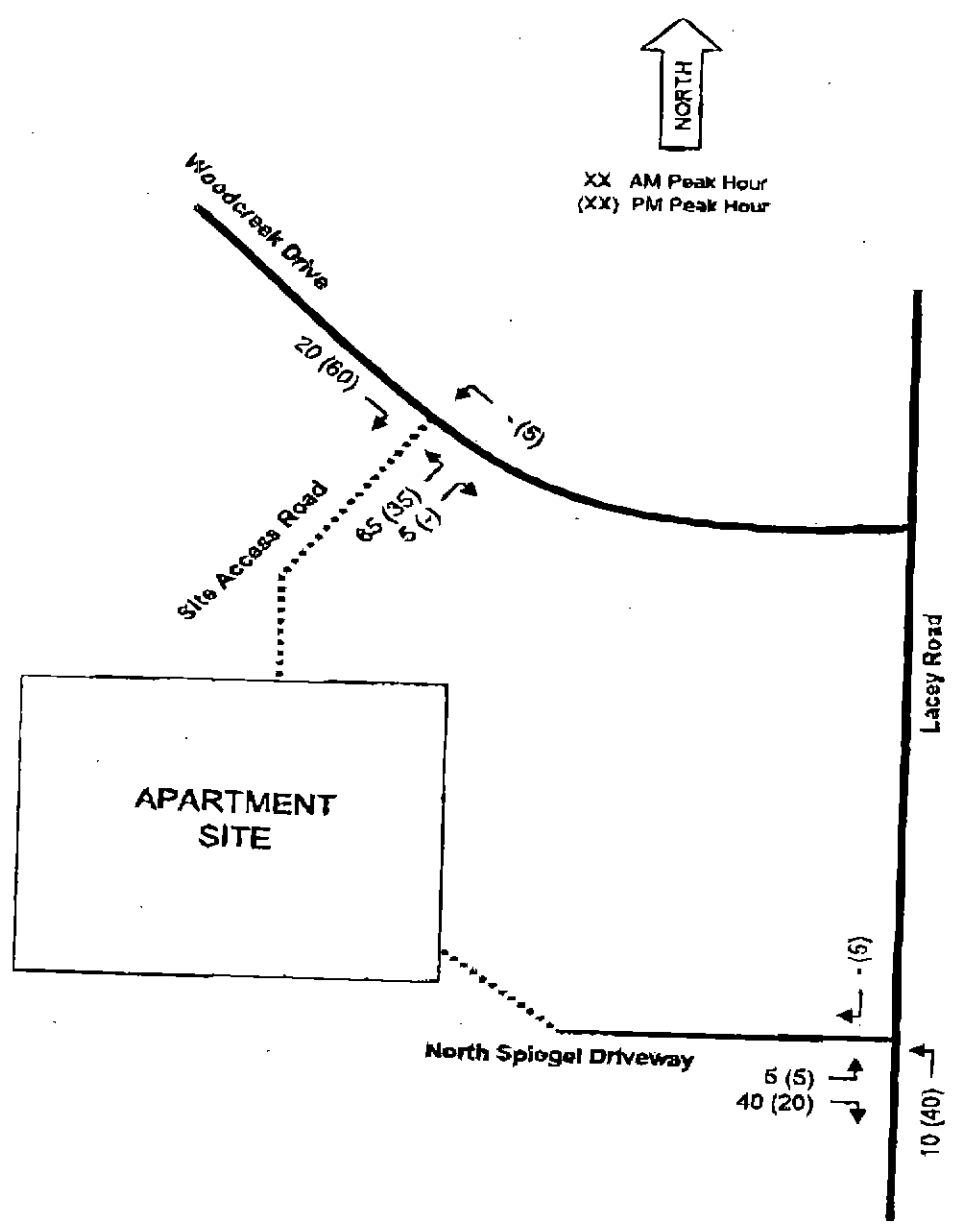 NORTH
XX AM Peak Hour
(XX) PM Peak Hour
Woodcreek Drive
20 (60)
- (5)
65 (35)
5 (-)
Site Access Road
Lacey Road
APARTMENT
SITE
- (5)
North Spiegel Driveway
5 (5)
40 (20)
10 (40)